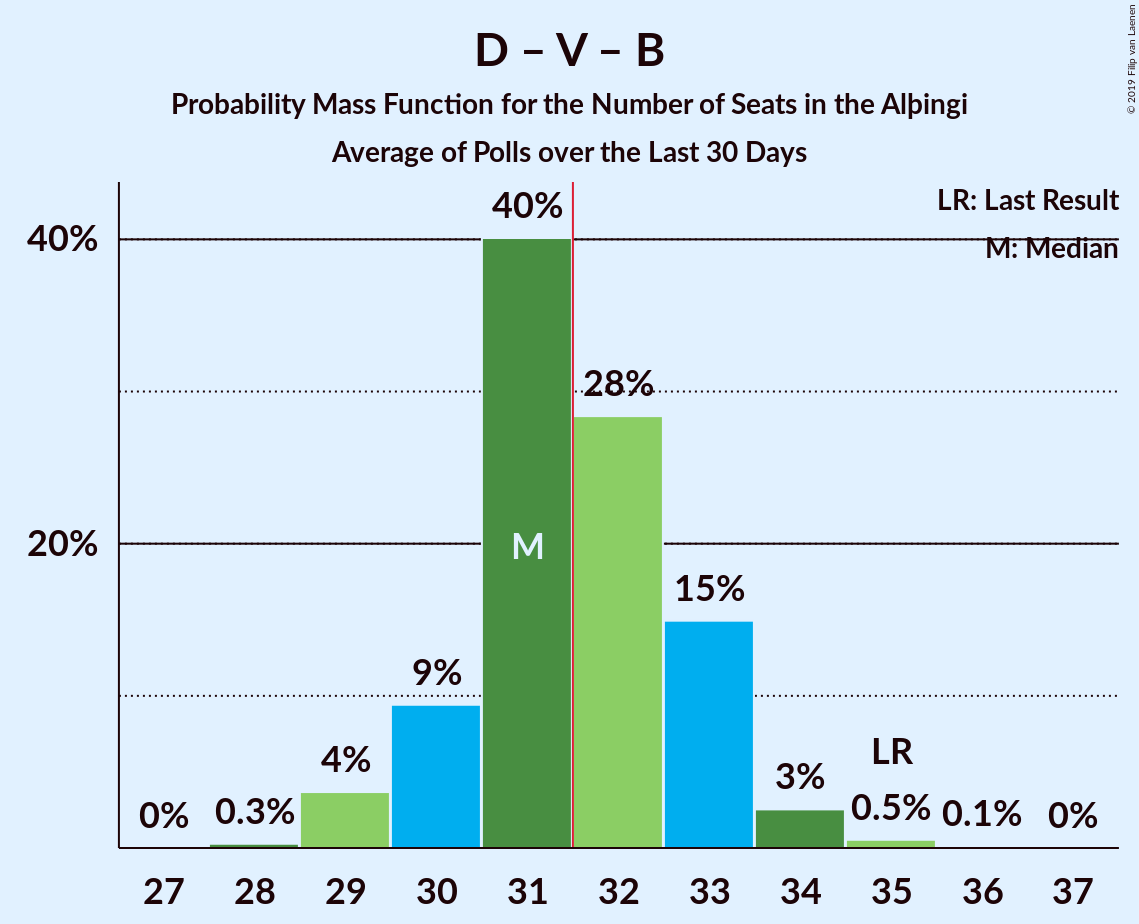 D – V – B
Probability Mass Function for the Number of Seats in the Alþingi
Average of Polls over the Last 30 Days
© 2019 Filip van Laenen
LR: Last Result
M: Median
40%
20%
0%
0.3%
4%
9%
40%
M
28%
15%
3%
LR
0.5%
0.1%
0%
27 28 29 30 31 32 33 34 35 36 37